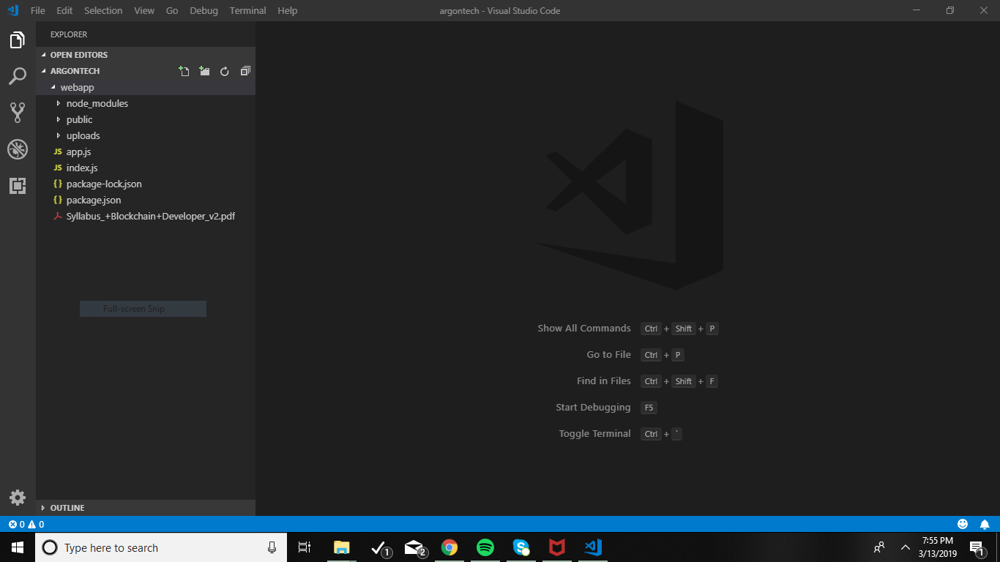 File Edit Selection View Go Debug Terminal Help
argontech - Visual Studio Code
EXPLORER
OPEN EDITORS
ARGONTECH
webapp
node_modules
public
uploads
JS app.js
JS index.js
{ } package-lock.json
{ } package.json
Syllabus_+Blockchain+Developer_v2.pdf
Full-screen Snip
Show All Commands Ctrl + Shift + P
Go to File Ctrl + P
Find in Files Ctrl + Shift + F
Start Debugging F5
Toggle Terminal Ctrl + `
OUTLINE
0 0
Type here to search
1
2
S
7:55 PM
3/13/2019
1